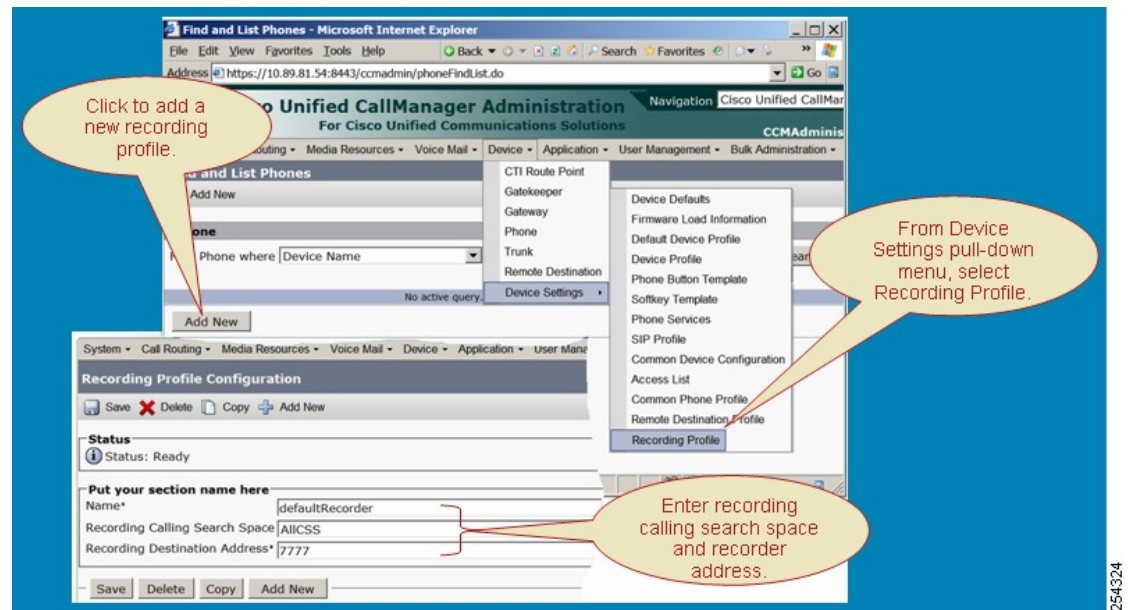 Find and List Phones - Microsoft Internet Explorer
File Edit View Favorites Tools Help Back Search Favorites »
Address https://10.89.81.54:8443/ccmadmin/phoneFindList.do Go
Click to add a new recording profile.
Unified CallManager Administration
For Cisco Unified Communications Solutions
Navigation Cisco Unified CallMan
CCMAdminis
Media Resources Voice Mail Device Application User Management Bulk Administration
and List Phones
Add New
CTI Route Point
Gatekeeper
Gateway
Phone
Trunk
Remote Destination
Device Settings
Device Defaults
Firmware Load Information
Default Device Profile
Device Profile
Phone Button Template
Softkey Template
Phone Services
SIP Profile
Common Device Configuration
Access List
Common Phone Profile
Remote Destination Profile
Recording Profile
From Device Settings pull-down menu, select Recording Profile.
Phone where Device Name
No active query.
Add New
System Call Routing Media Resources Voice Mail Device Application User Mana
Recording Profile Configuration
Save Delete Copy Add New
Status
Status: Ready
Put your section name here
Name* defaultRecorder
Recording Calling Search Space AllCSS
Recording Destination Address* 7777
Enter recording calling search space and recorder address.
Save Delete Copy Add New
254324